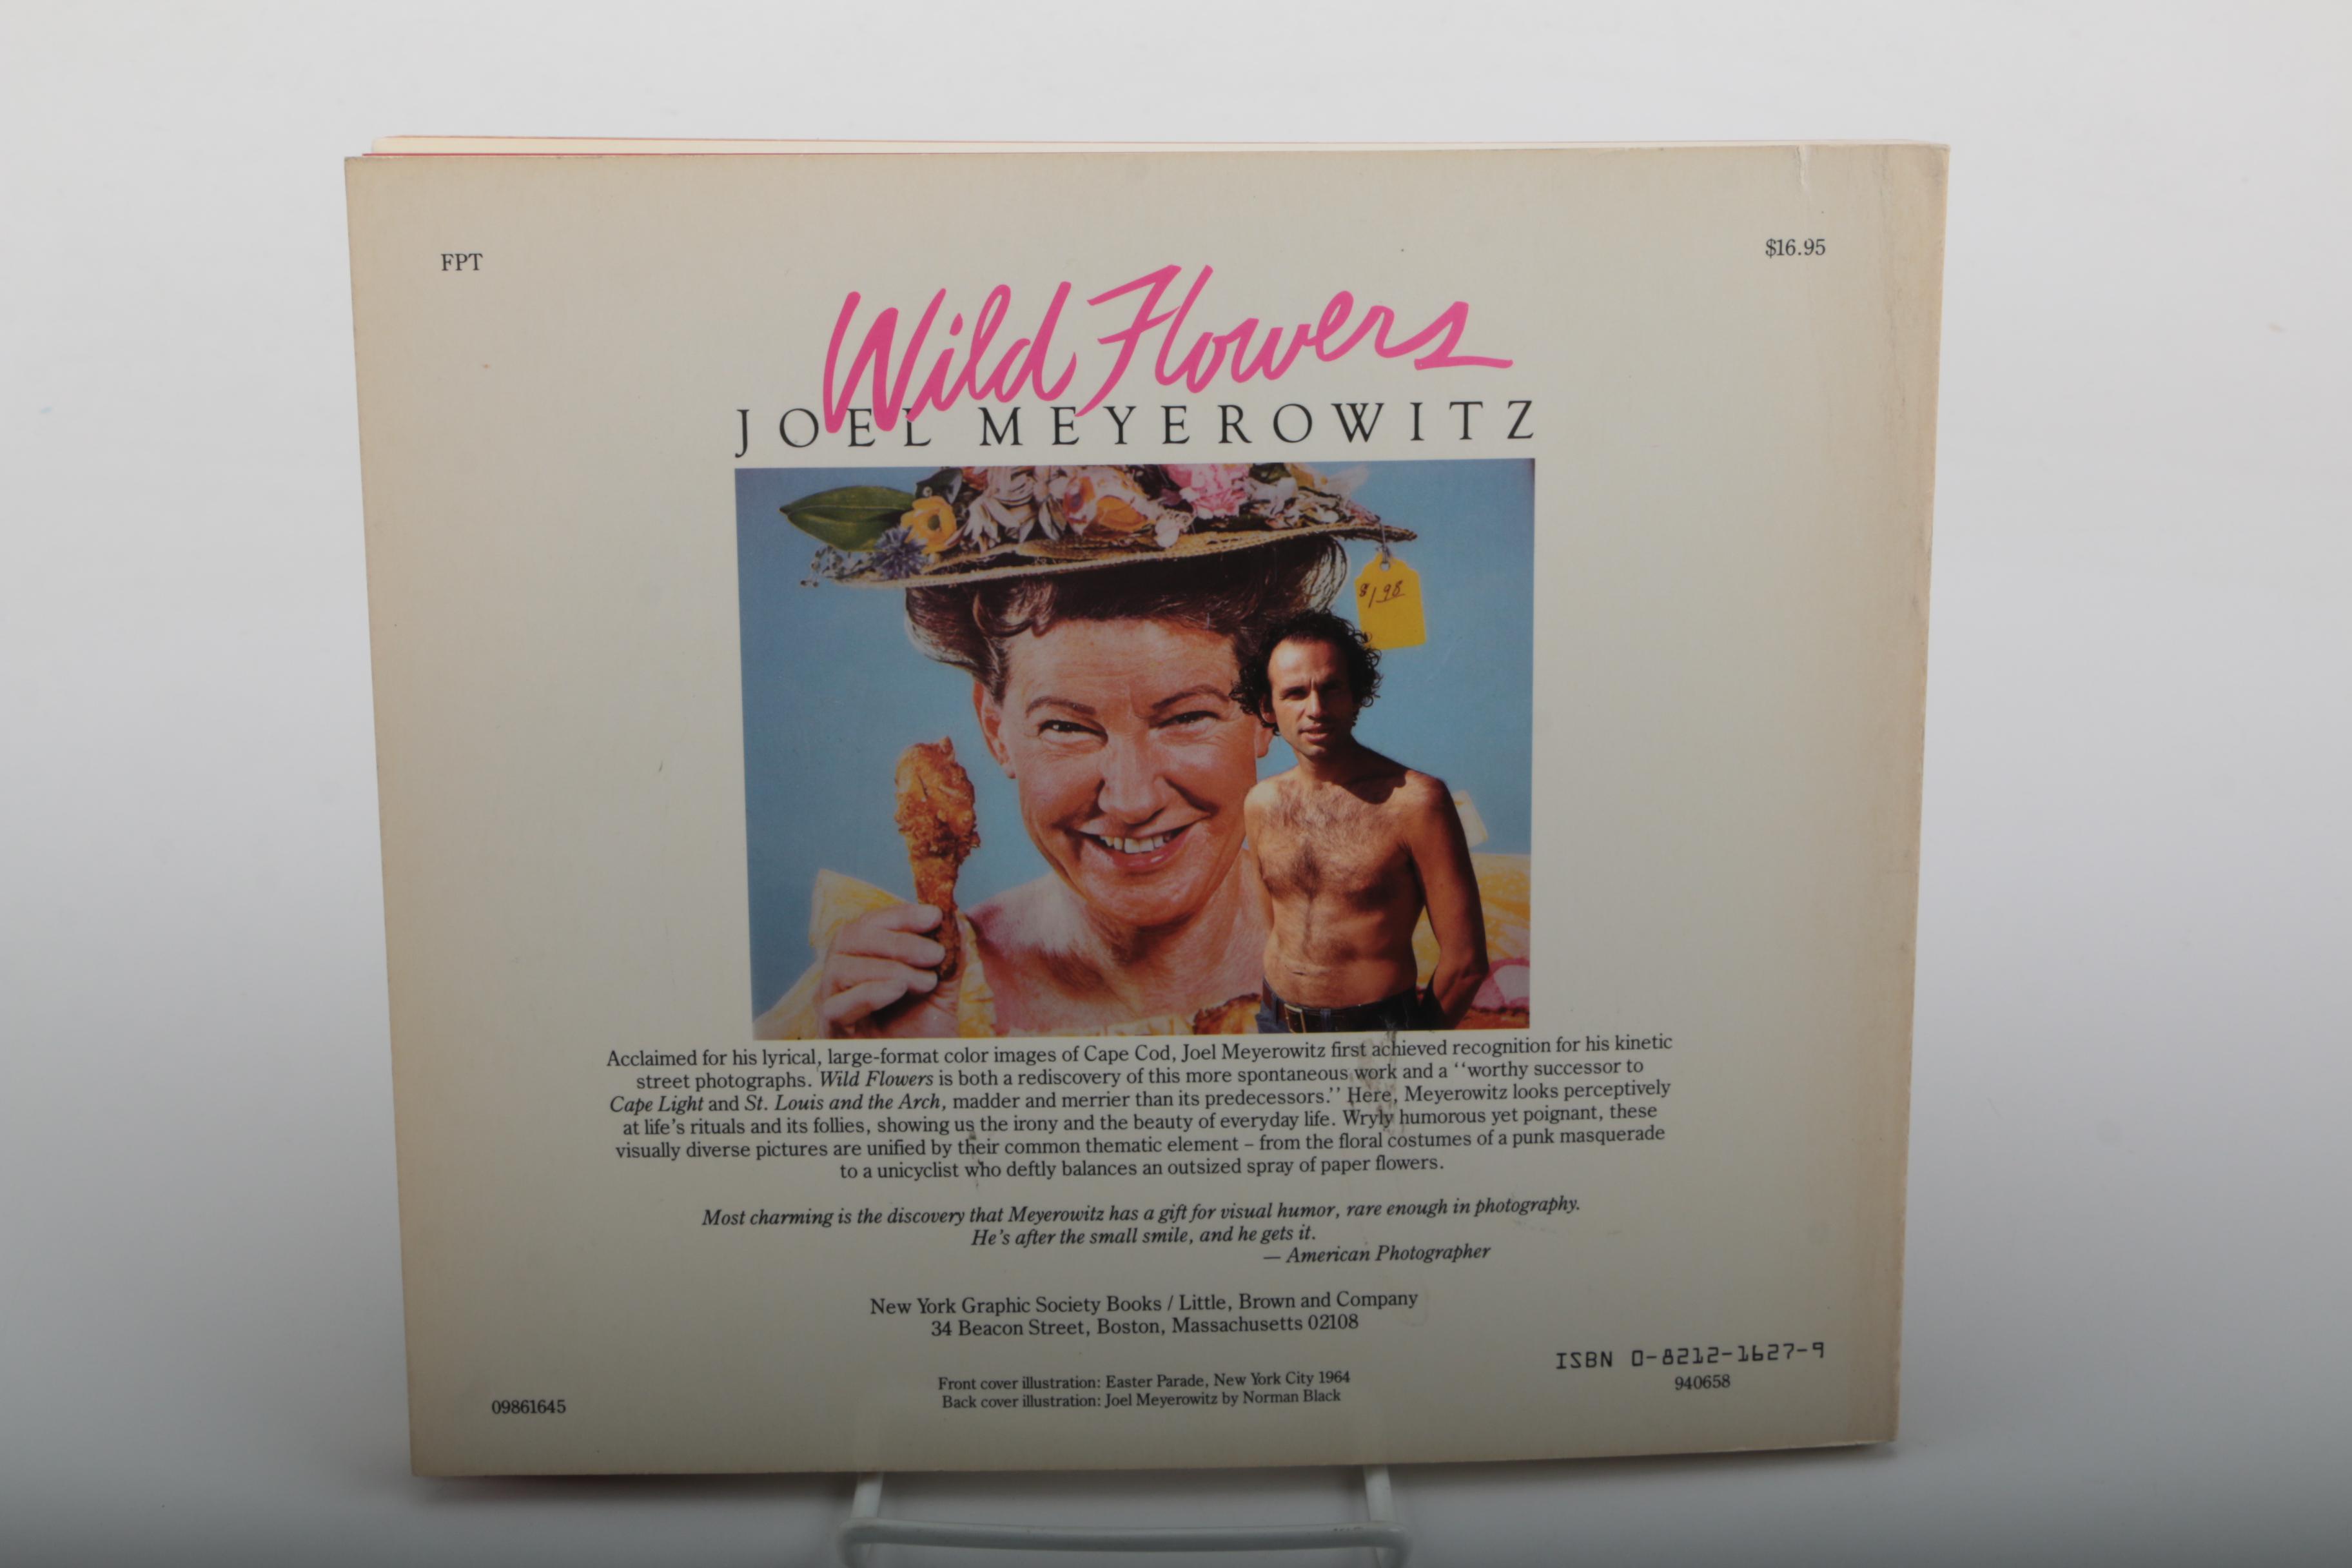 FPT
$16.95
Wild Flowers
JOEL MEYEROWITZ
$1.98
Acclaimed for his lyrical, large-format color images of Cape Cod, Joel Meyerowitz first achieved recognition for his kinetic
street photographs. Wild Flowers is both a rediscovery of this more spontaneous work and a ‘‘worthy successor to
Cape Light and St. Louis and the Arch, madder and merrier than its predecessors.’’ Here, Meyerowitz looks perceptively
at life’s rituals and its follies, showing us the irony and the beauty of everyday life. Wryly humorous yet poignant, these
visually diverse pictures are unified by their common thematic element – from the floral costumes of a punk masquerade
to a unicyclist who deftly balances an outsized spray of paper flowers.
Most charming is the discovery that Meyerowitz has a gift for visual humor, rare enough in photography.
He’s after the small smile, and he gets it.
— American Photographer
New York Graphic Society Books / Little, Brown and Company
34 Beacon Street, Boston, Massachusetts 02108
ISBN 0-8212-1627-9
940658
Front cover illustration: Easter Parade, New York City 1964
Back cover illustration: Joel Meyerowitz by Norman Black
09861645